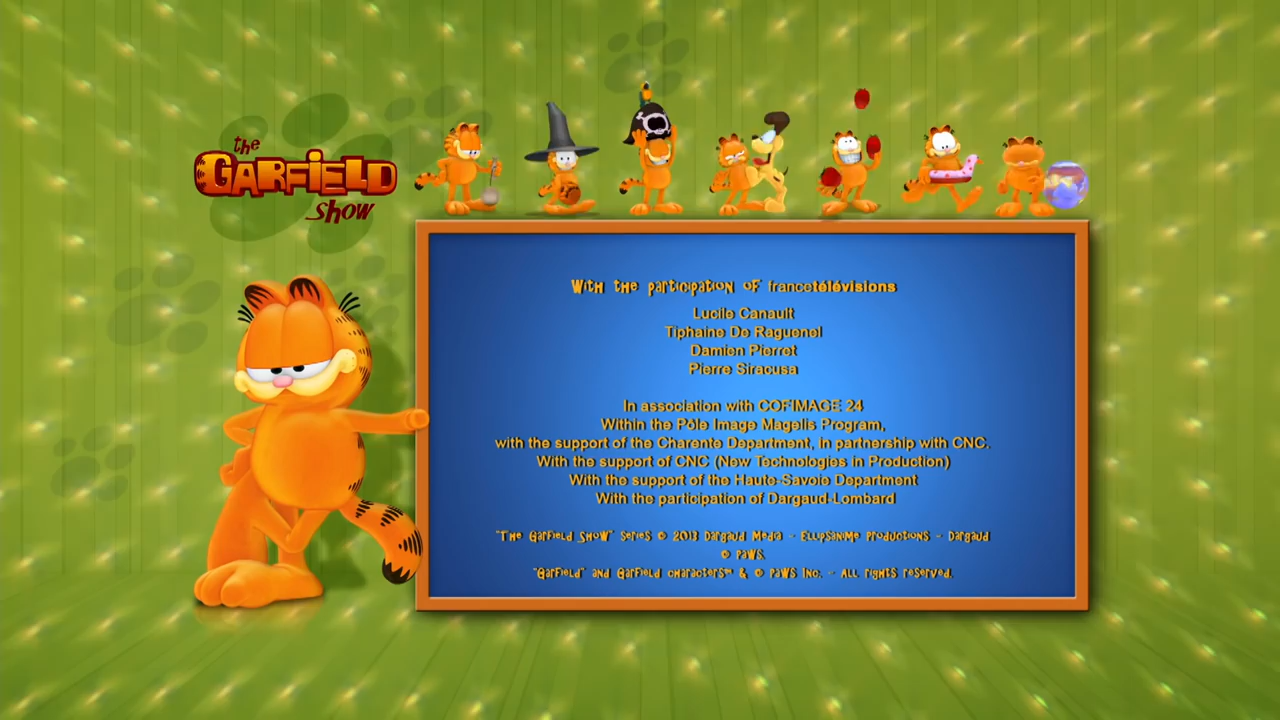 the
GARFiELD
show
With the participation of francetélévisions
Lucile Canault
Tiphaine De Raguenel
Damien Pierret
Pierre Siracusa
In association with COFIMAGE 24
Within the Pôle Image Magelis Program,
with the support of the Charente Department, in partnership with CNC.
With the support of CNC (New Technologies in Production)
With the support of the Haute-Savoie Department
With the participation of Dargaud-Lombard
"The Garfield Show" Series © 2013 Dargaud Media - Ellipsanime Productions - Dargaud
© PAWS.
"Garfield" and Garfield characters™ & © PAWS Inc. - All rights reserved.